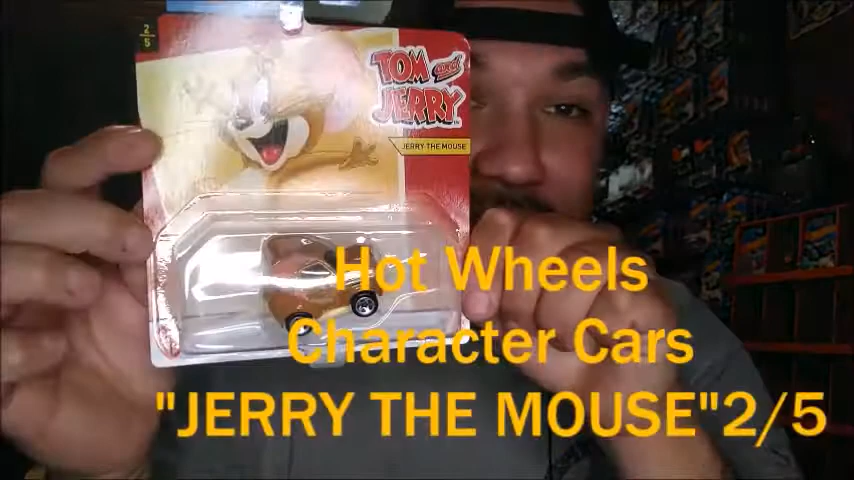 2
5
TOM and
JERRY
JERRY THE MOUSE
Hot Wheels
Character Cars
"JERRY THE MOUSE"2/5